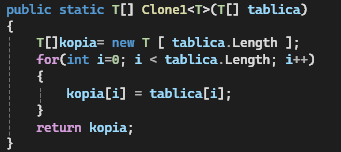 public static T[] Clone1<T>(T[] tablica)
{
T[]kopia= new T [ tablica.Length ];
for(int i=0; i < tablica.Length; i++)
{
kopia[i] = tablica[i];
}
return kopia;
}